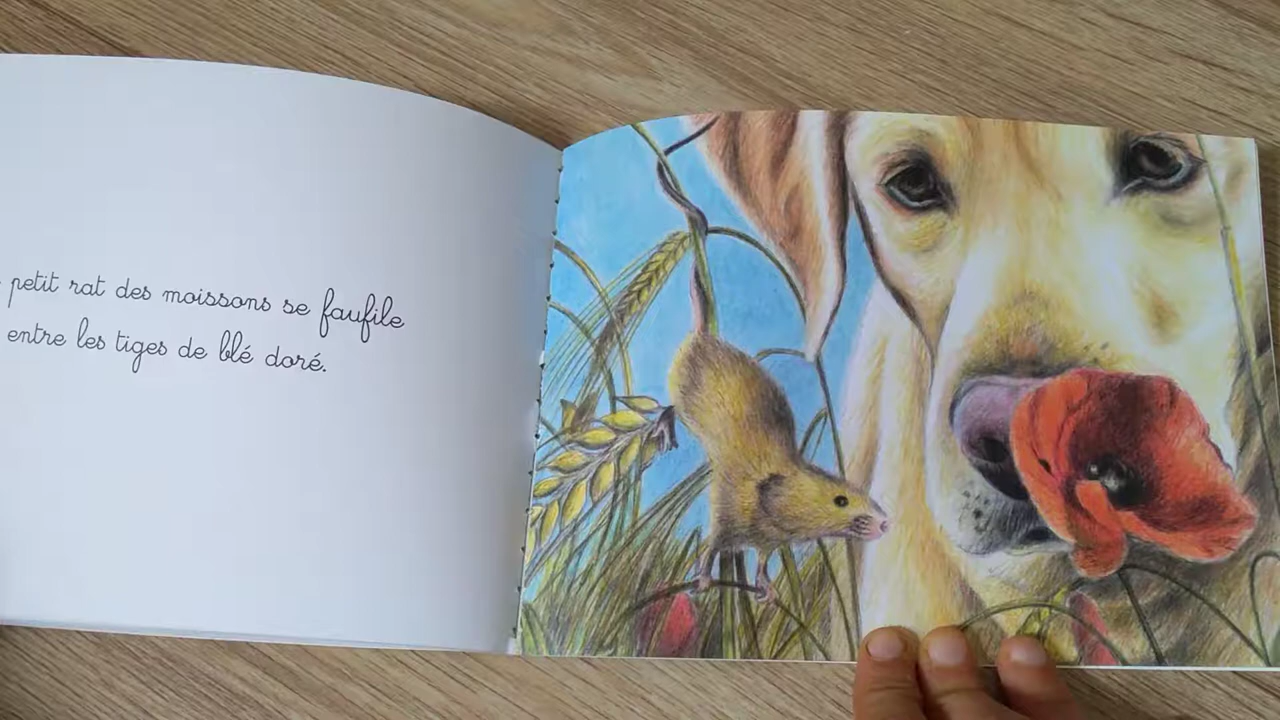 petit rat des moissons se faufile
entre les tiges de blé doré.